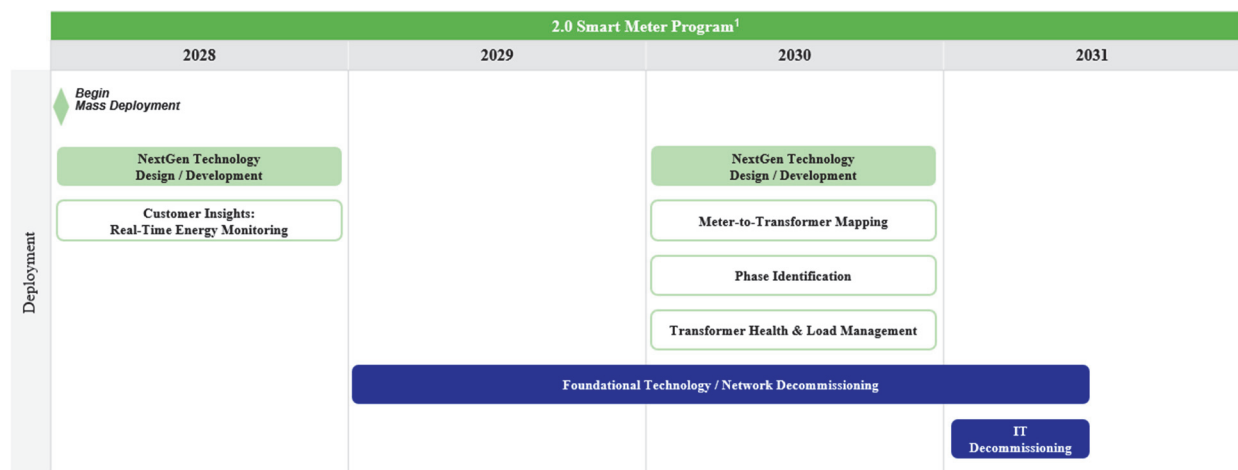 2.0 Smart Meter Program1
2028 2029 2030 2031
Deployment
Begin
Mass Deployment
NextGen Technology
Design / Development
NextGen Technology
Design / Development
Customer Insights:
Real-Time Energy Monitoring
Meter-to-Transformer Mapping
Phase Identification
Transformer Health & Load Management
Foundational Technology / Network Decommissioning
IT
Decommissioning